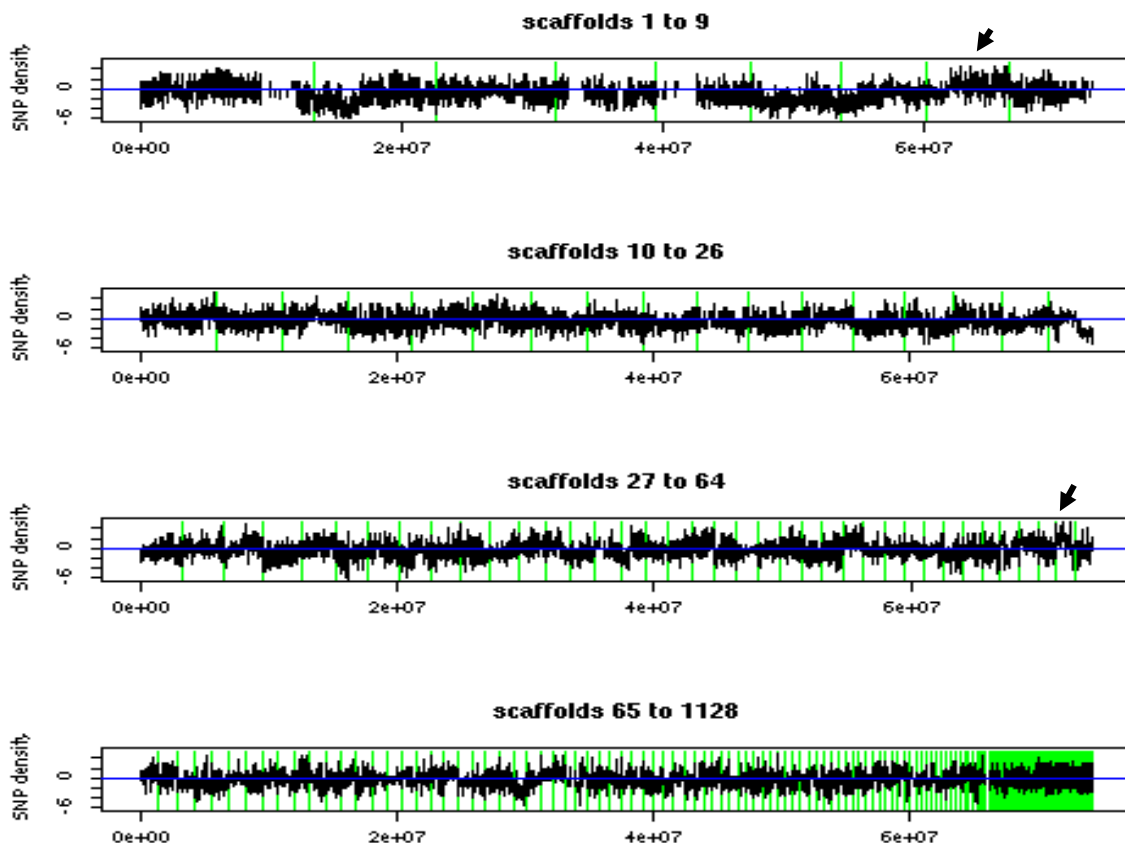 scaffolds 1 to 9
SNP density
0
-6
0e+00 2e+07 4e+07 6e+07
scaffolds 10 to 26
SNP density
0
-6
0e+00 2e+07 4e+07 6e+07
scaffolds 27 to 64
SNP density
0
-6
0e+00 2e+07 4e+07 6e+07
scaffolds 65 to 1128
SNP density
0
-6
0e+00 2e+07 4e+07 6e+07